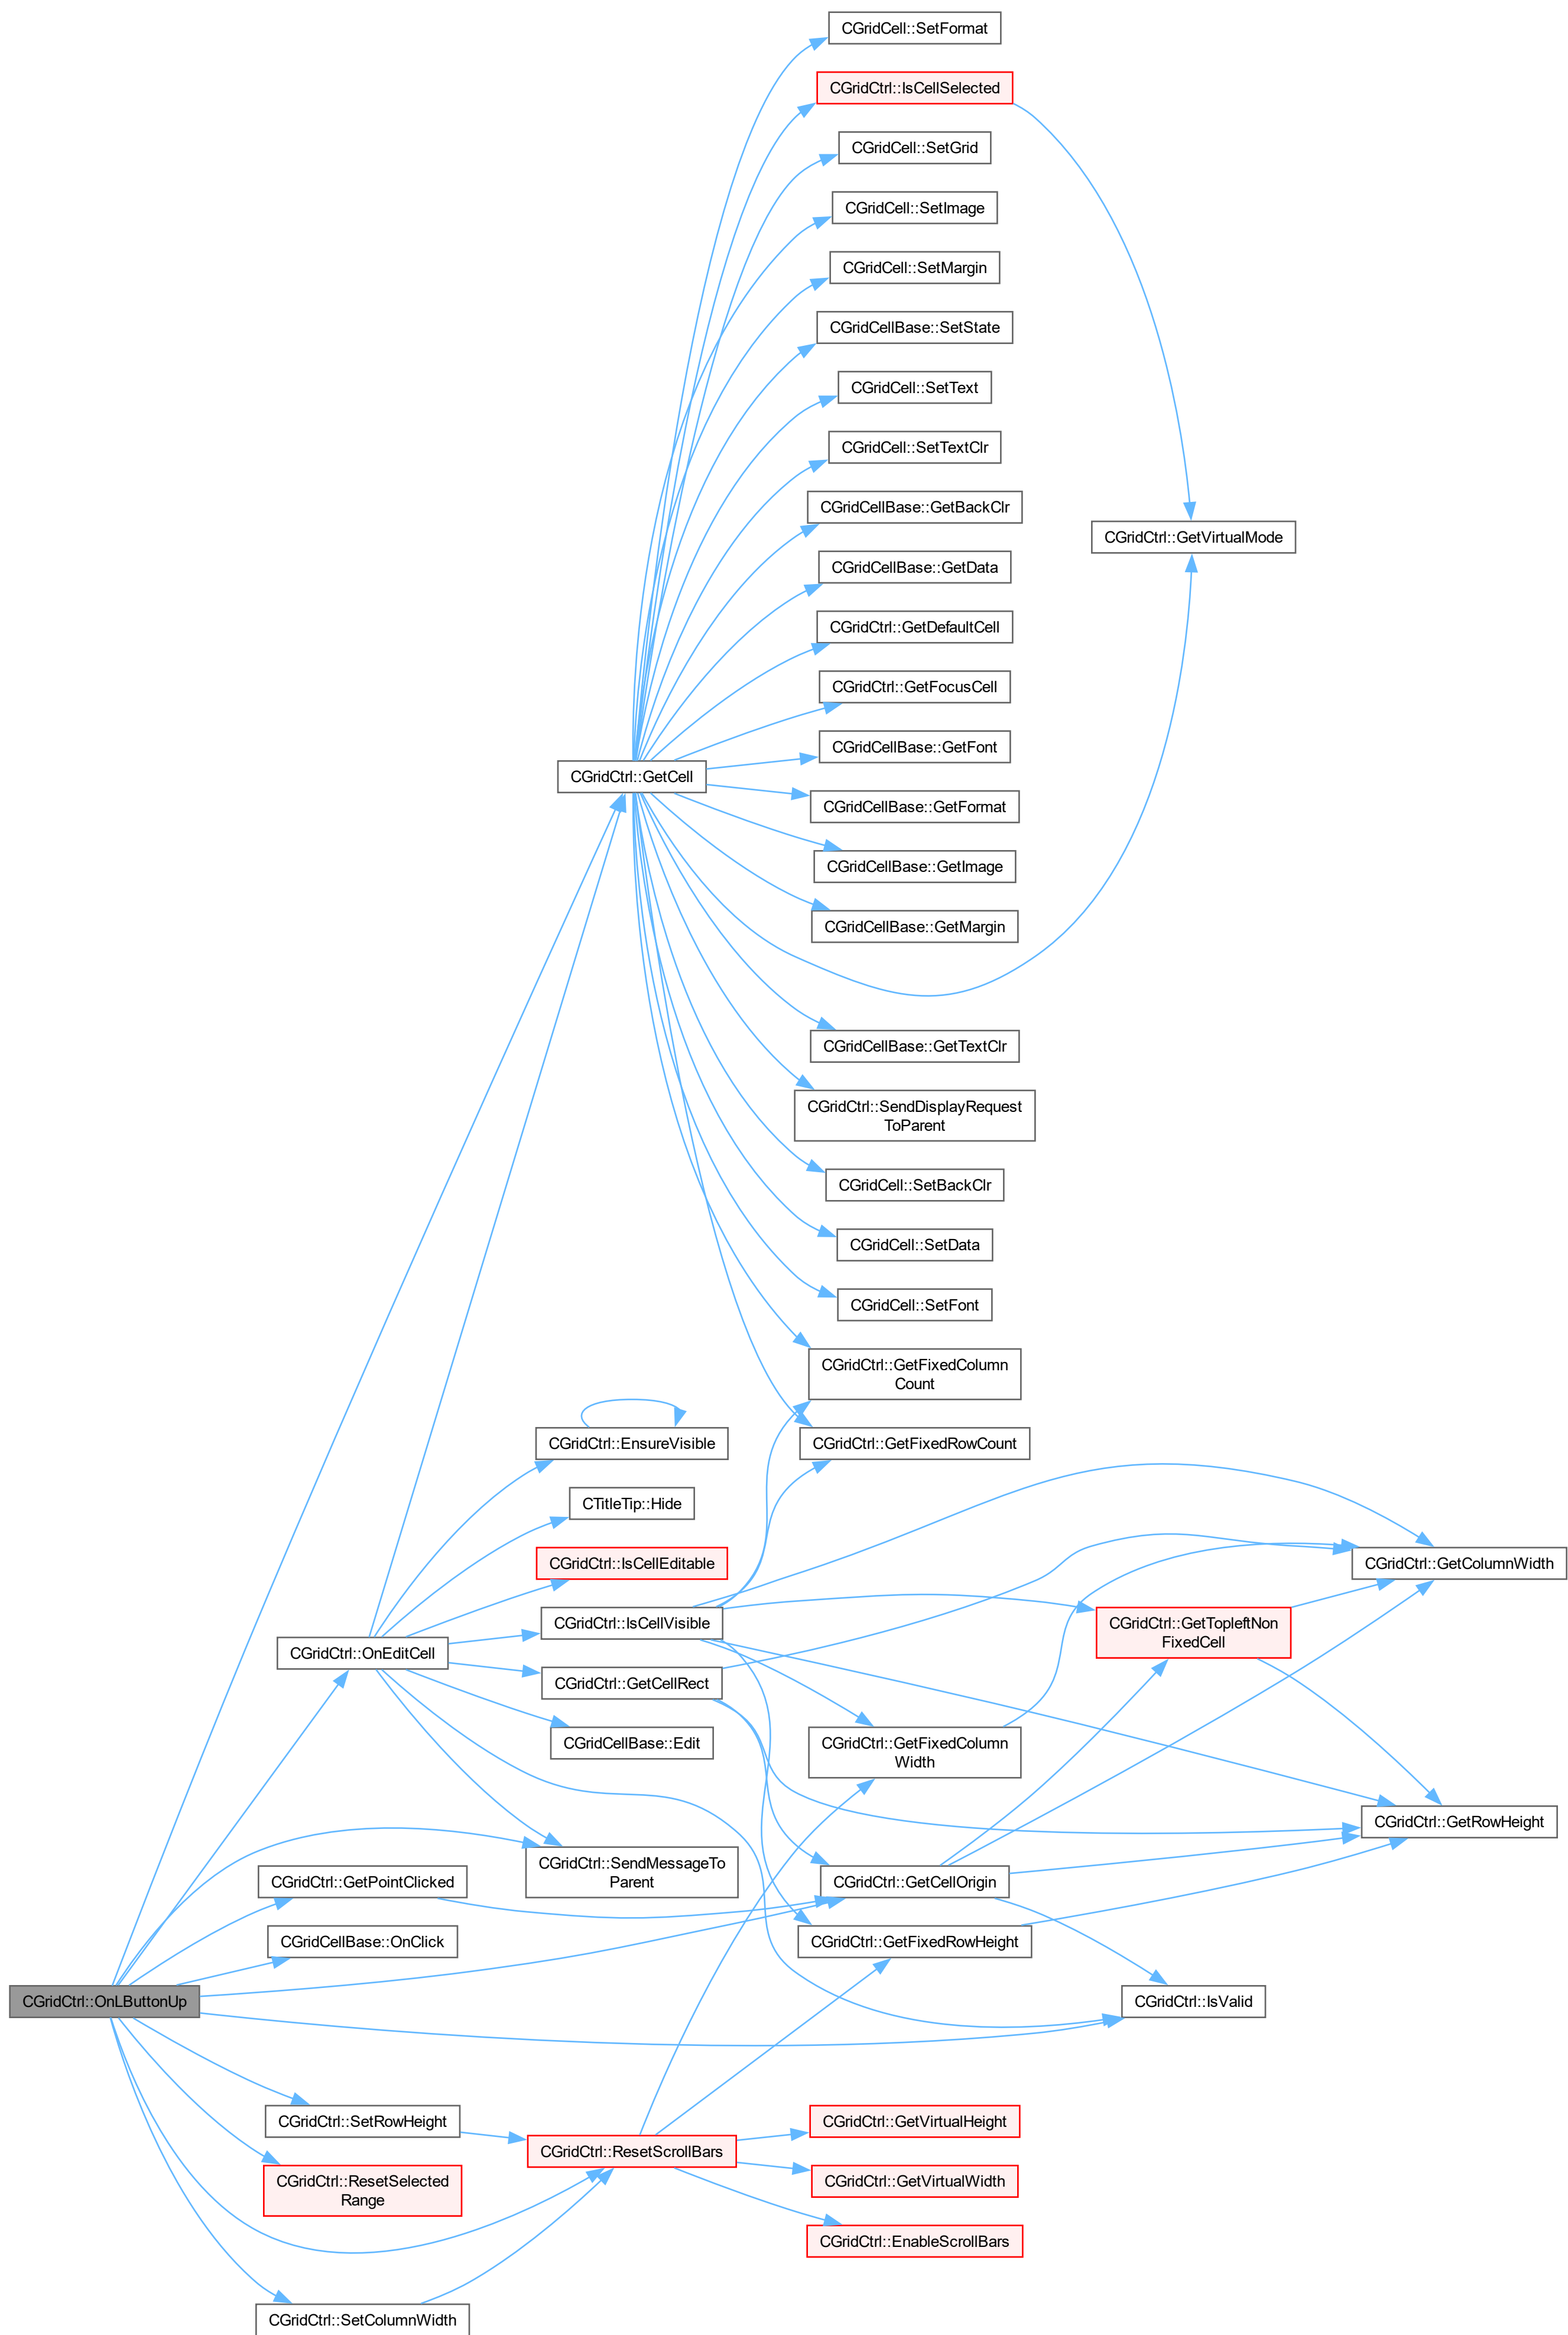 CGridCell::SetFormat
CGridCtrl::IsCellSelected
CGridCell::SetGrid
CGridCell::SetImage
CGridCell::SetMargin
CGridCellBase::SetState
CGridCell::SetText
CGridCell::SetTextClr
CGridCellBase::GetBackClr
CGridCtrl::GetVirtualMode
CGridCellBase::GetData
CGridCtrl::GetDefaultCell
CGridCtrl::GetFocusCell
CGridCellBase::GetFont
CGridCtrl::GetCell
CGridCellBase::GetFormat
CGridCellBase::GetImage
CGridCellBase::GetMargin
CGridCellBase::GetTextClr
CGridCtrl::SendDisplayRequest
ToParent
CGridCell::SetBackClr
CGridCell::SetData
CGridCell::SetFont
CGridCtrl::GetFixedColumn
Count
CGridCtrl::EnsureVisible
CGridCtrl::GetFixedRowCount
CTitleTip::Hide
CGridCtrl::IsCellEditable
CGridCtrl::GetColumnWidth
CGridCtrl::IsCellVisible
CGridCtrl::GetTopleftNon
FixedCell
CGridCtrl::OnEditCell
CGridCtrl::GetCellRect
CGridCellBase::Edit
CGridCtrl::GetFixedColumn
Width
CGridCtrl::GetRowHeight
CGridCtrl::SendMessageTo
Parent
CGridCtrl::GetPointClicked
CGridCtrl::GetCellOrigin
CGridCellBase::OnClick
CGridCtrl::GetFixedRowHeight
CGridCtrl::OnLButtonUp
CGridCtrl::IsValid
CGridCtrl::SetRowHeight
CGridCtrl::GetVirtualHeight
CGridCtrl::ResetScrollBars
CGridCtrl::GetVirtualWidth
CGridCtrl::ResetSelected
Range
CGridCtrl::EnableScrollBars
CGridCtrl::SetColumnWidth